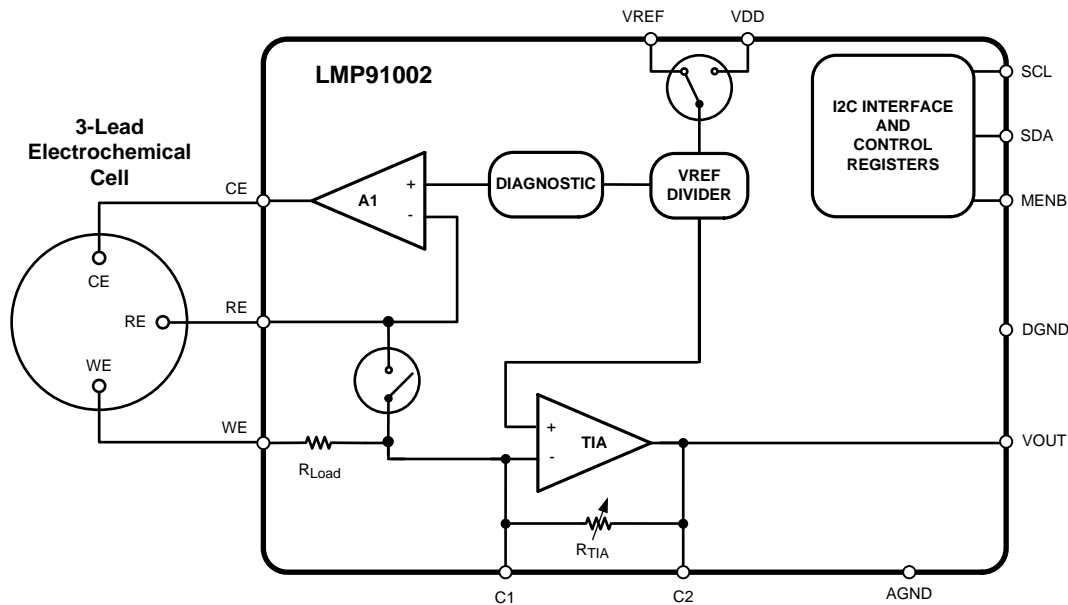 VREF
VDD
LMP91002
SCL
I2C INTERFACE
AND
CONTROL
REGISTERS
SDA
MENB
3-Lead
Electrochemical
Cell
CE
A1
+
-
DIAGNOSTIC
VREF
DIVIDER
CE
RE
RE
DGND
WE
WE
RLoad
+
-
TIA
VOUT
RTIA
C1
C2
AGND